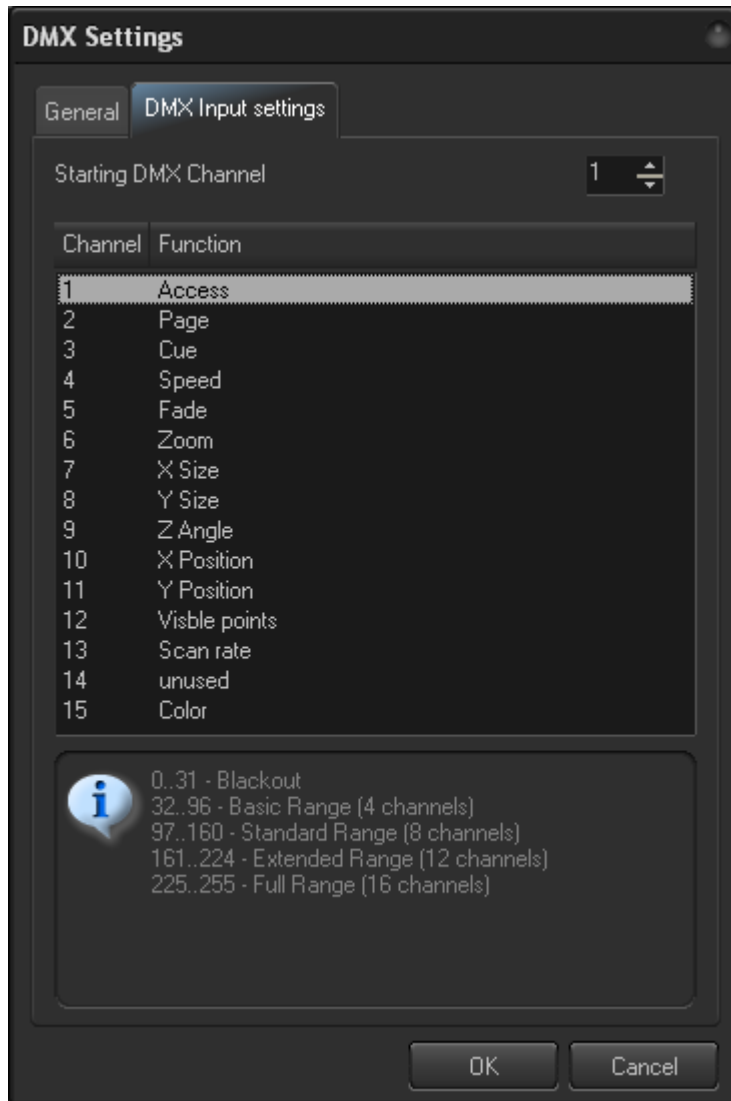 DMX Settings
General DMX Input settings
Starting DMX Channel 1
Channel Function
1 Access
2 Page
3 Cue
4 Speed
5 Fade
6 Zoom
7 X Size
8 Y Size
9 Z Angle
10 X Position
11 Y Position
12 Visble points
13 Scan rate
14 unused
15 Color
0..31 - Blackout
32..96 - Basic Range (4 channels)
97..160 - Standard Range (8 channels)
161..224 - Extended Range (12 channels)
225..255 - Full Range (16 channels)
OK Cancel